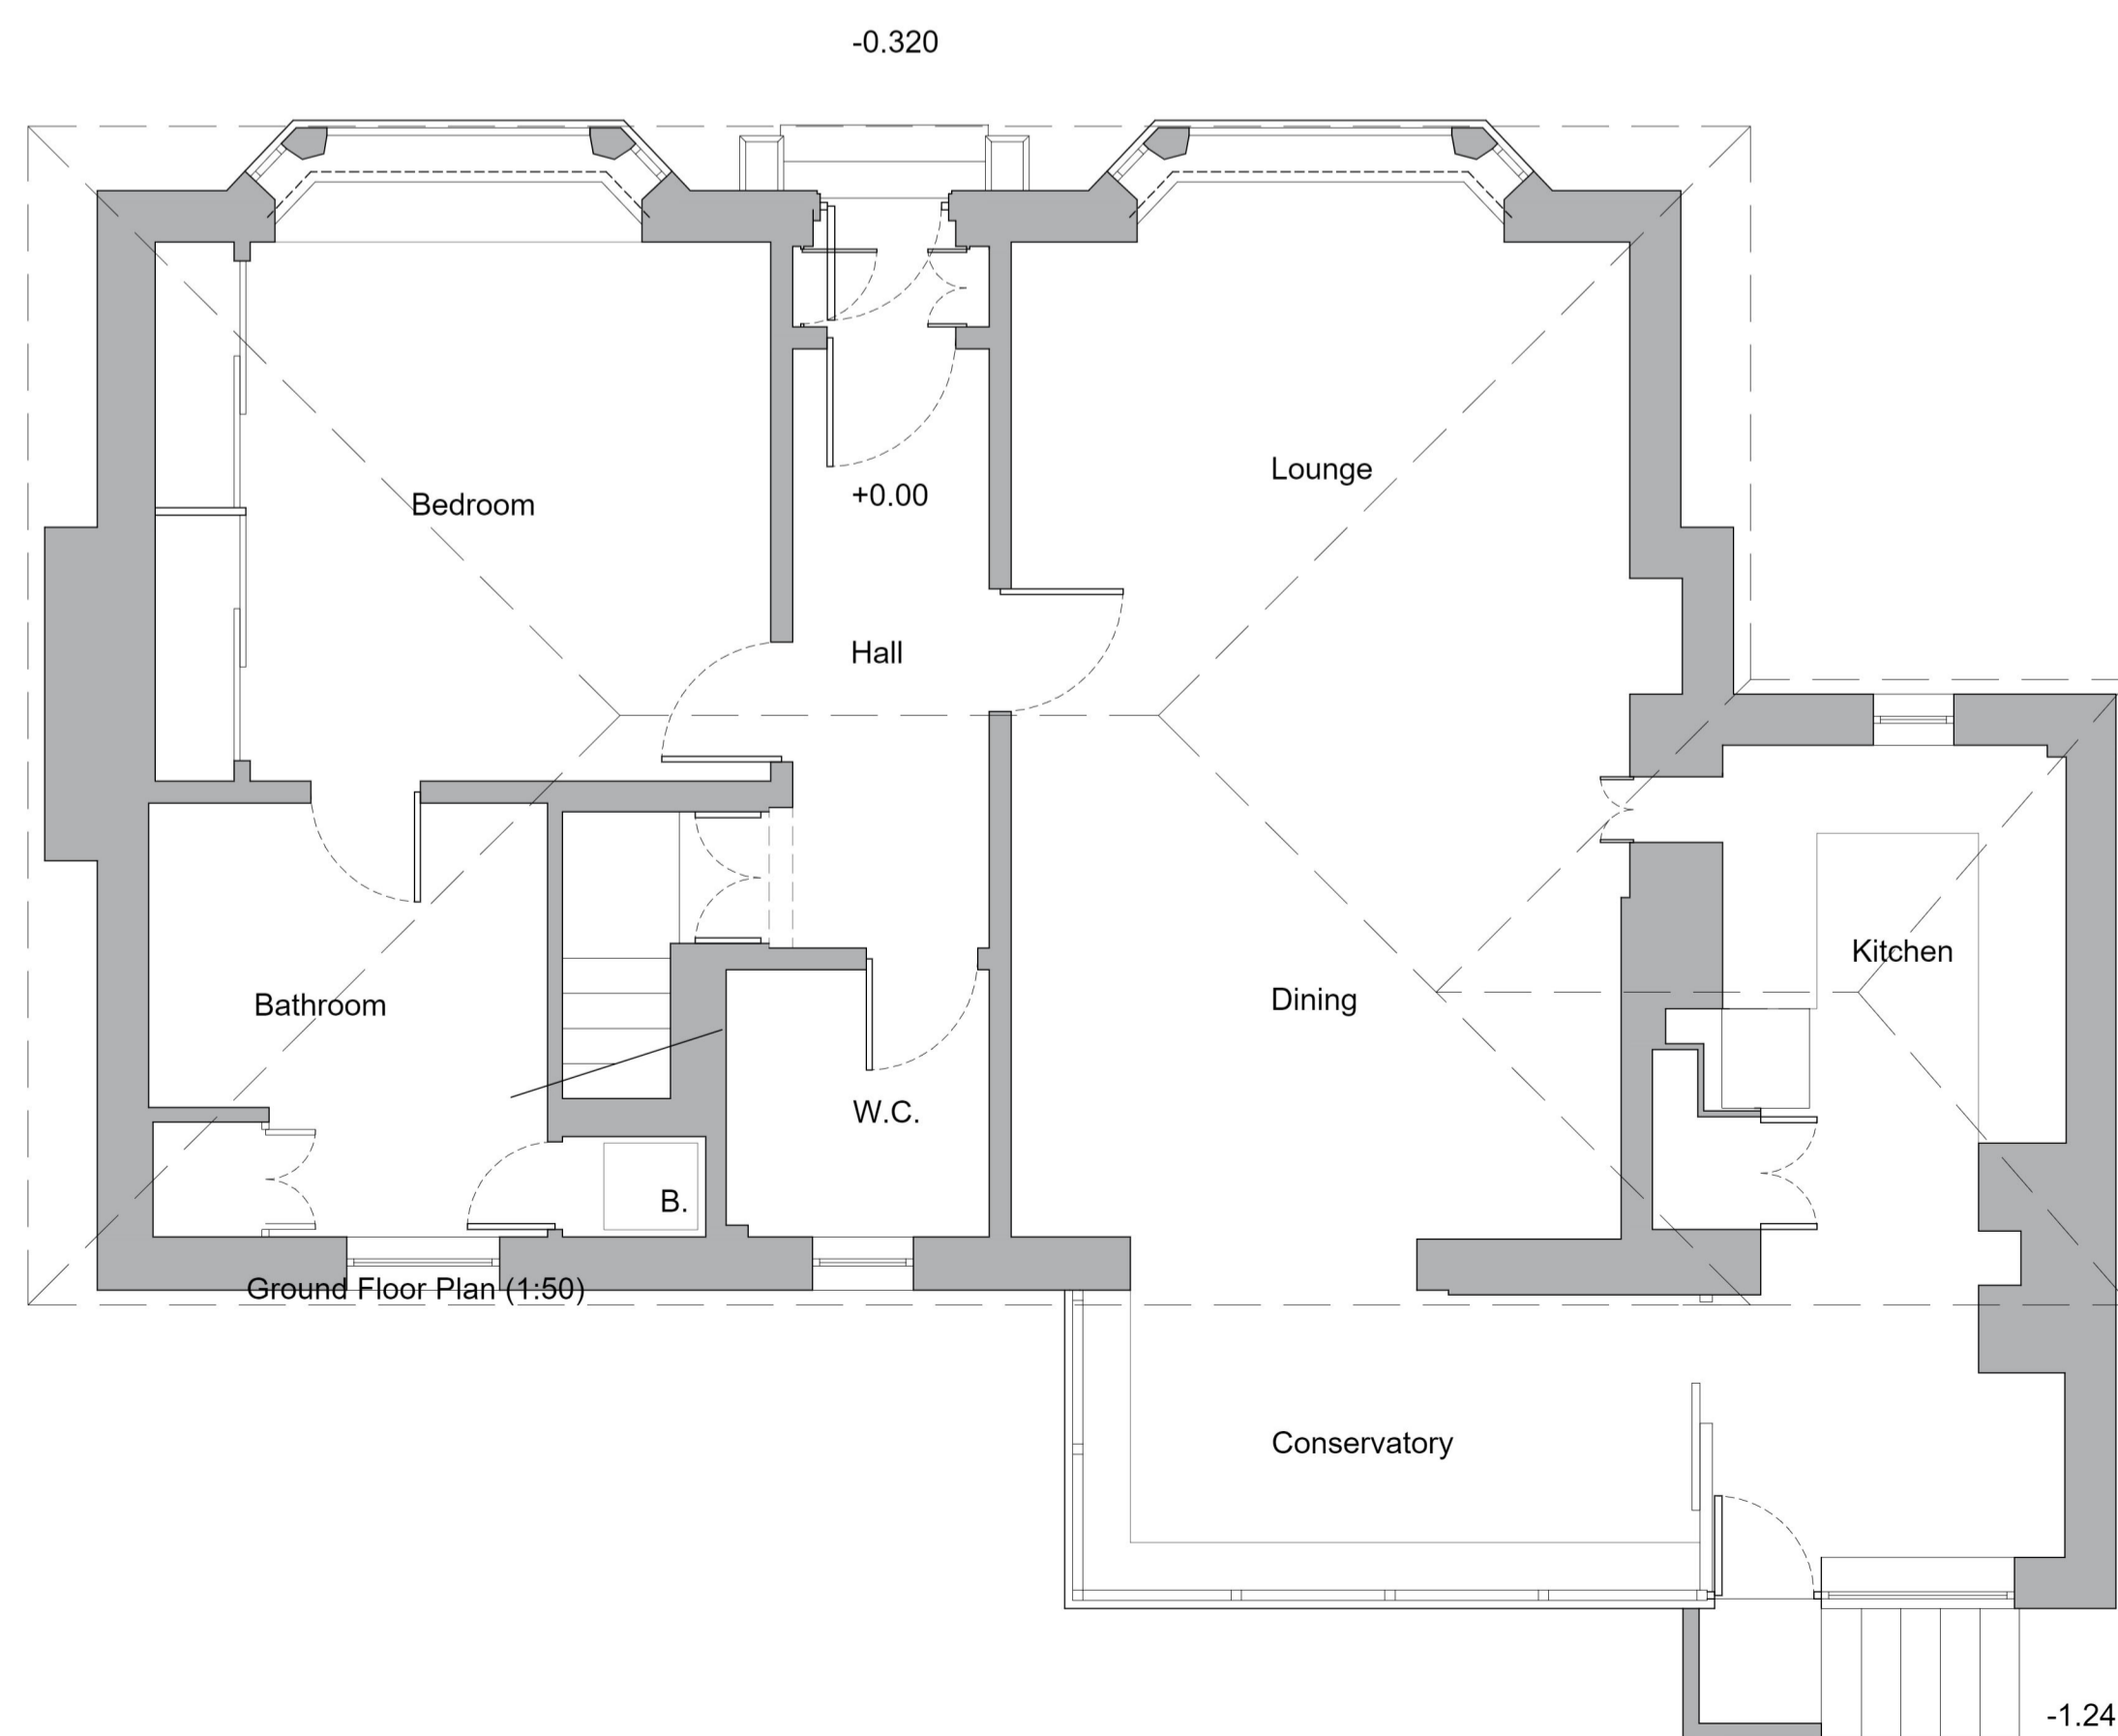 -0.320
Lounge
+0.00
Bedroom
Hall
Kitchen
Dining
Bathroom
W.C.
B.
Ground Floor Plan (1:50)
Conservatory
-1.24